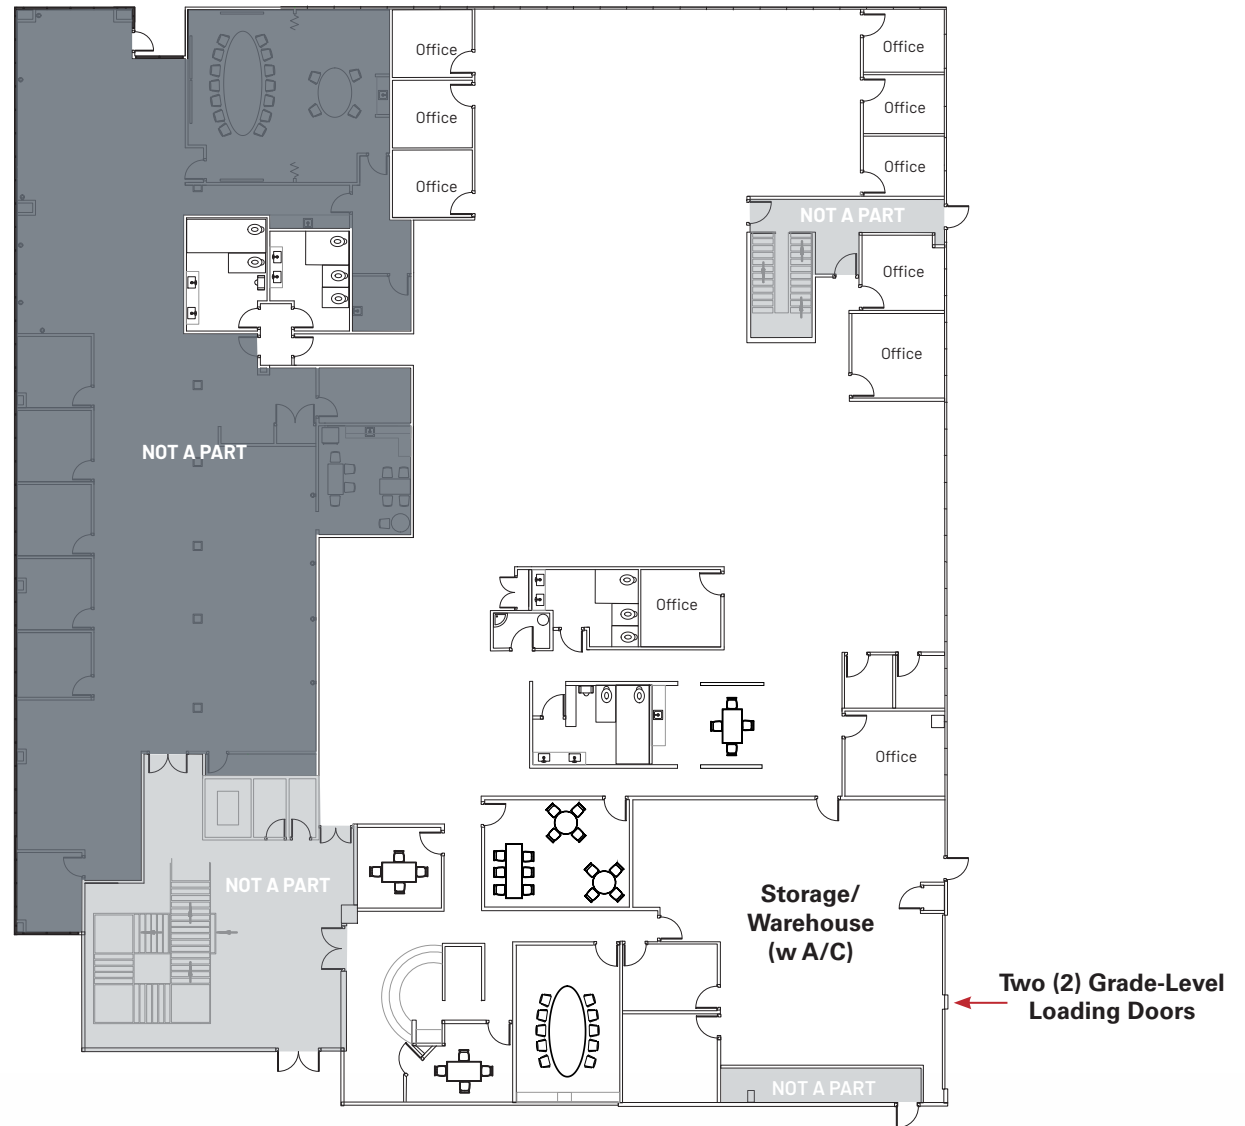 Office
Office
Office
Office
Office
Office
NOT A PART
Office
Office
NOT A PART
Office
Office
NOT A PART
Storage/
Warehouse
(w A/C)
Two (2) Grade-Level
Loading Doors
NOT A PART